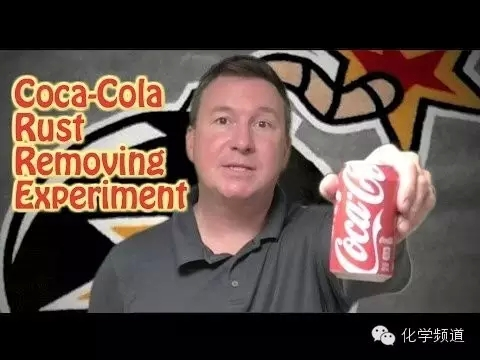 Coca-Cola
Rust
Removing
Experiment
Coca-Cola
化学频道